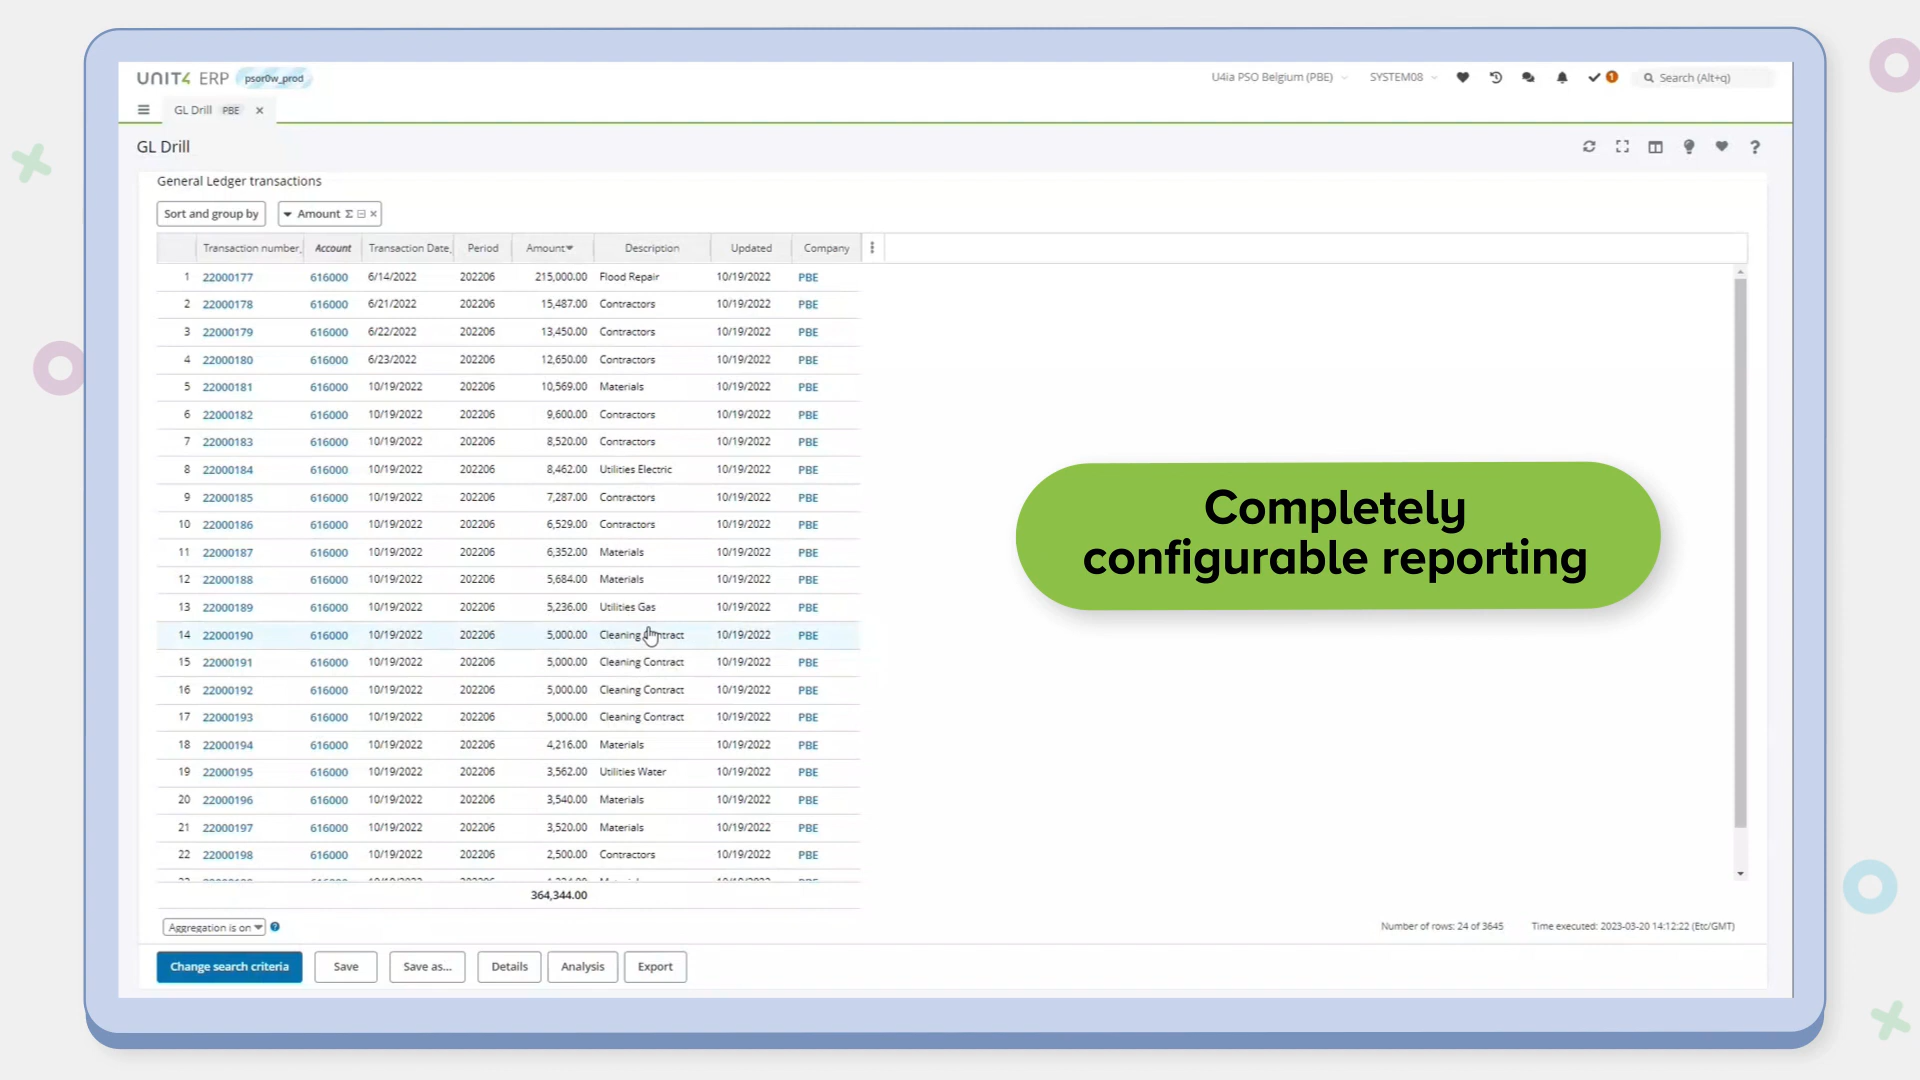 UNIT4 ERP psor0w_prod U4ia PSO Belgium (PBE) SYSTEM08 1 Search (Alt+q)
GL Drill PBE
GL Drill
General Ledger transactions
Sort and group by Amount
Transaction number Account Transaction Date Period Amount Description Updated Company
1 22000177 616000 6/14/2022 202206 215,000.00 Flood Repair 10/19/2022 PBE
2 22000178 616000 6/21/2022 202206 15,487.00 Contractors 10/19/2022 PBE
3 22000179 616000 6/22/2022 202206 13,450.00 Contractors 10/19/2022 PBE
4 22000180 616000 6/23/2022 202206 12,650.00 Contractors 10/19/2022 PBE
5 22000181 616000 10/19/2022 202206 10,569.00 Materials 10/19/2022 PBE
6 22000182 616000 10/19/2022 202206 9,600.00 Contractors 10/19/2022 PBE
7 22000183 616000 10/19/2022 202206 8,520.00 Contractors 10/19/2022 PBE
8 22000184 616000 10/19/2022 202206 8,462.00 Utilities Electric 10/19/2022 PBE
9 22000185 616000 10/19/2022 202206 7,287.00 Contractors 10/19/2022 PBE
10 22000186 616000 10/19/2022 202206 6,529.00 Contractors 10/19/2022 PBE
11 22000187 616000 10/19/2022 202206 6,352.00 Materials 10/19/2022 PBE
12 22000188 616000 10/19/2022 202206 5,684.00 Materials 10/19/2022 PBE
13 22000189 616000 10/19/2022 202206 5,236.00 Utilities Gas 10/19/2022 PBE
14 22000190 616000 10/19/2022 202206 5,000.00 Cleaning Contract 10/19/2022 PBE
15 22000191 616000 10/19/2022 202206 5,000.00 Cleaning Contract 10/19/2022 PBE
16 22000192 616000 10/19/2022 202206 5,000.00 Cleaning Contract 10/19/2022 PBE
17 22000193 616000 10/19/2022 202206 5,000.00 Cleaning Contract 10/19/2022 PBE
18 22000194 616000 10/19/2022 202206 4,216.00 Materials 10/19/2022 PBE
19 22000195 616000 10/19/2022 202206 3,562.00 Utilities Water 10/19/2022 PBE
20 22000196 616000 10/19/2022 202206 3,540.00 Materials 10/19/2022 PBE
21 22000197 616000 10/19/2022 202206 3,520.00 Materials 10/19/2022 PBE
22 22000198 616000 10/19/2022 202206 2,500.00 Contractors 10/19/2022 PBE
364,344.00
Aggregation is on Number of rows: 24 of 3645 Time executed: 2023-03-20 14:12:22 (Etc/GMT)
Change search criteria Save Save as... Details Analysis Export
Completely
configurable reporting